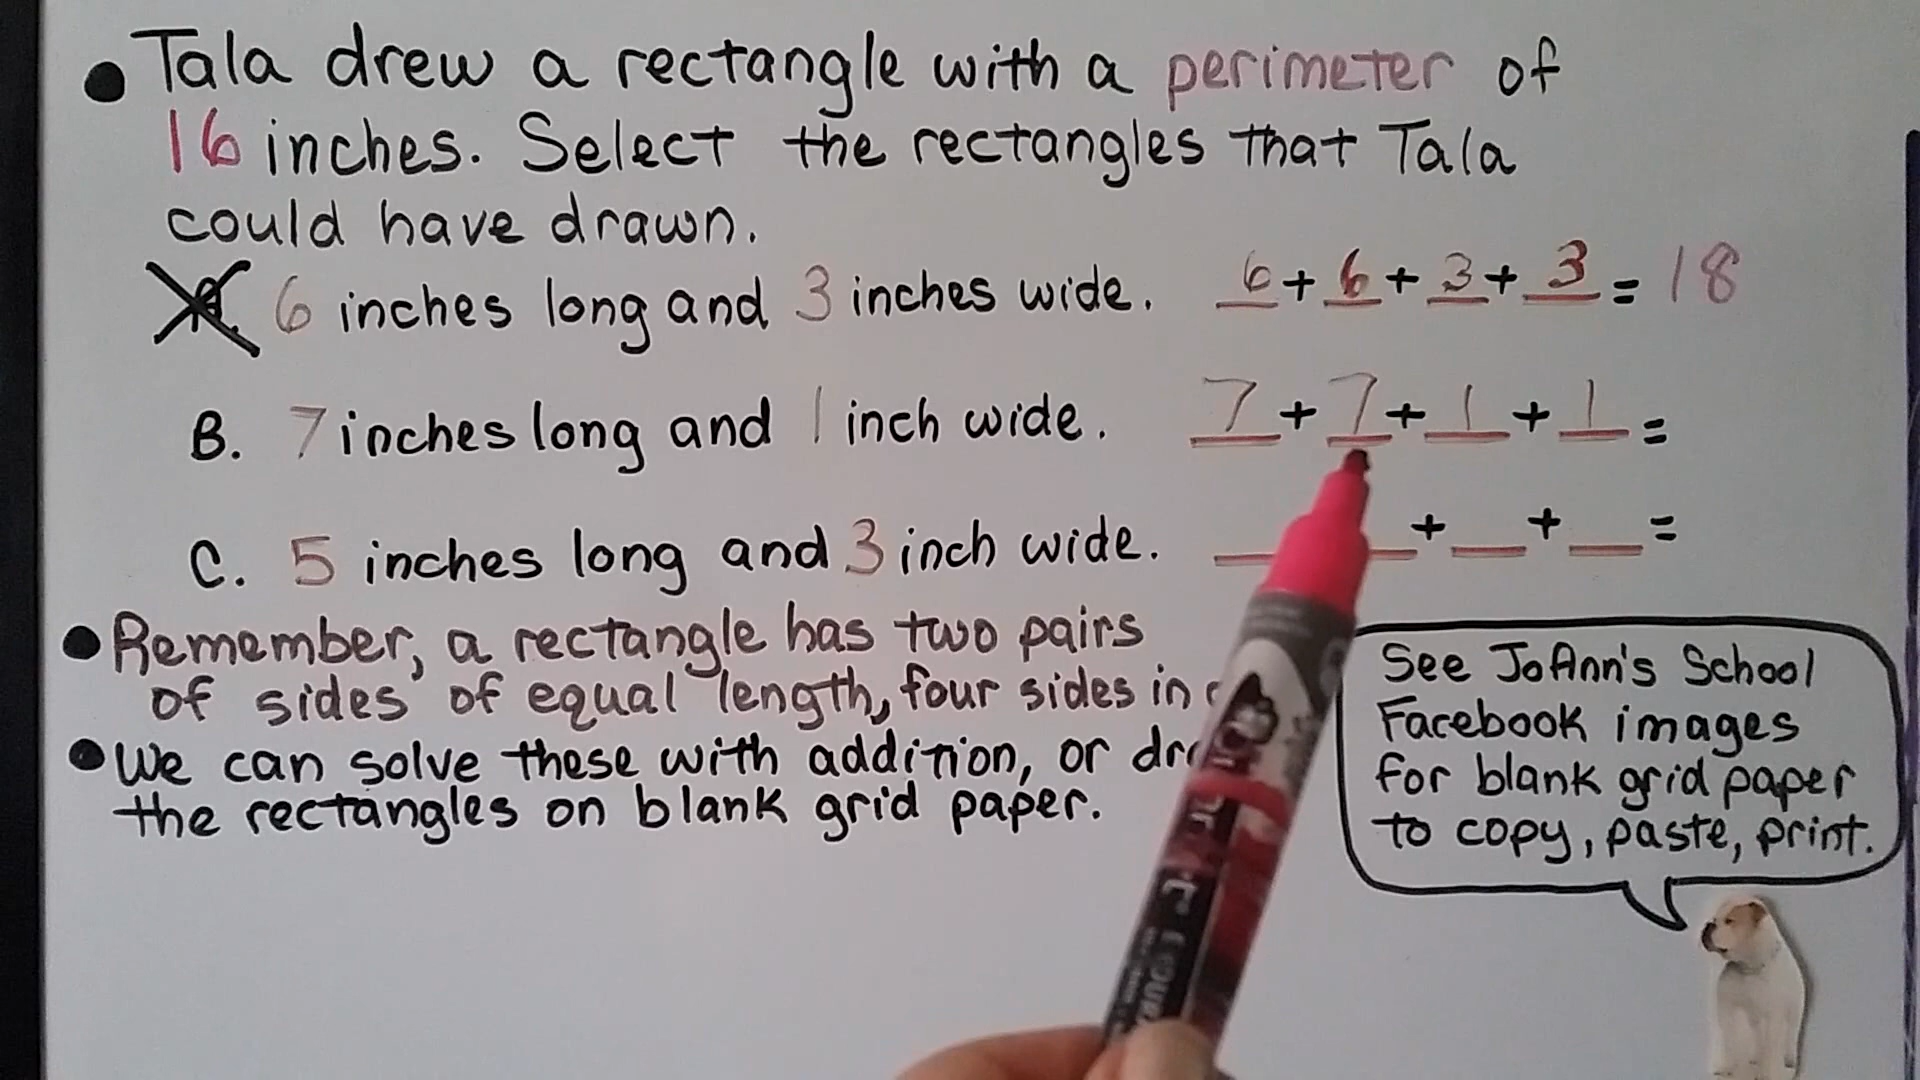 • Tala drew a rectangle with a perimeter of
16 inches. Select the rectangles that Tala
could have drawn.
A. 6 inches long and 3 inches wide. 6 + 6 + 3 + 3 = 18
B. 7 inches long and 1 inch wide. 7 + 7 + 1 + 1 =
C. 5 inches long and 3 inch wide. + + =
• Remember, a rectangle has two pairs
of sides of equal length, four sides in
• We can solve these with addition, or
the rectangles on blank grid paper.
See JoAnn's School
Facebook images
for blank grid paper
to copy, paste, print.